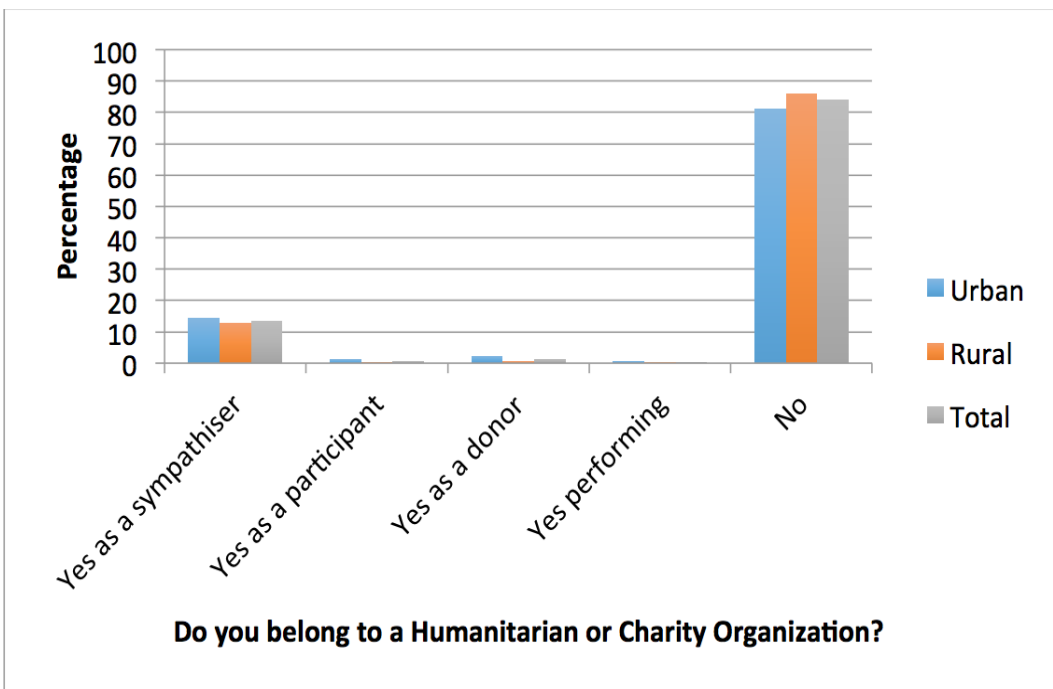 100
90
80
70
60
50
40
30
20
10
0
Percentage
Yes as a sympathiser
Yes as a participant
Yes as a donor
Yes performing
No
Urban
Rural
Total
Do you belong to a Humanitarian or Charity Organization?